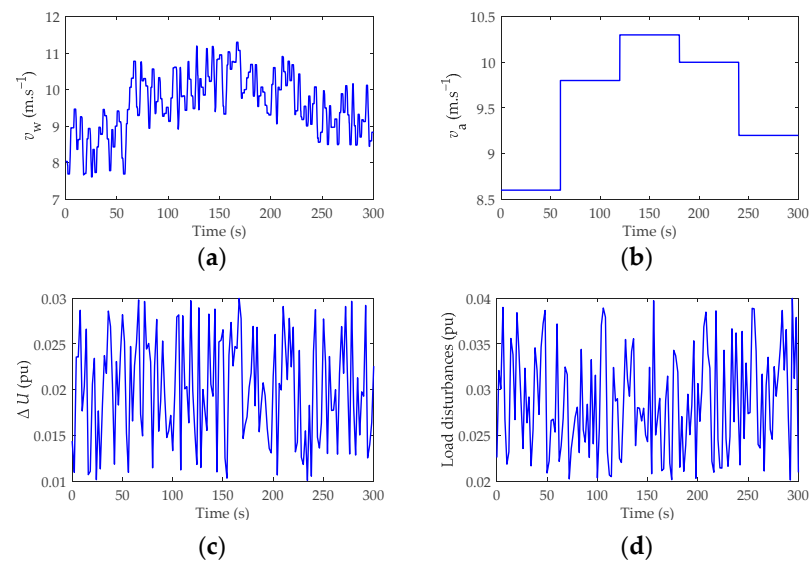 12
11
10
9
8
7
v_w (m.s⁻¹)
0 50 100 150 200 250 300
Time (s)
(a)
10.5
10
9.5
9
8.5
v_a (m.s⁻¹)
0 50 100 150 200 250 300
Time (s)
(b)
0.03
0.025
0.02
0.015
0.01
Δ U (pu)
0 50 100 150 200 250 300
Time (s)
(c)
0.04
0.035
0.03
0.025
0.02
Load disturbances (pu)
0 50 100 150 200 250 300
Time (s)
(d)